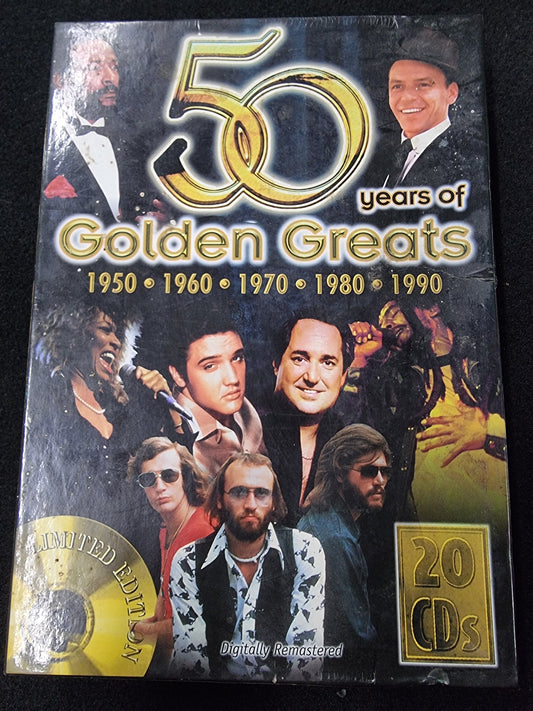 50
years of
Golden Greats
1950 • 1960 • 1970 • 1980 • 1990
LIMITED EDITION
20
CDs
Digitally Remastered